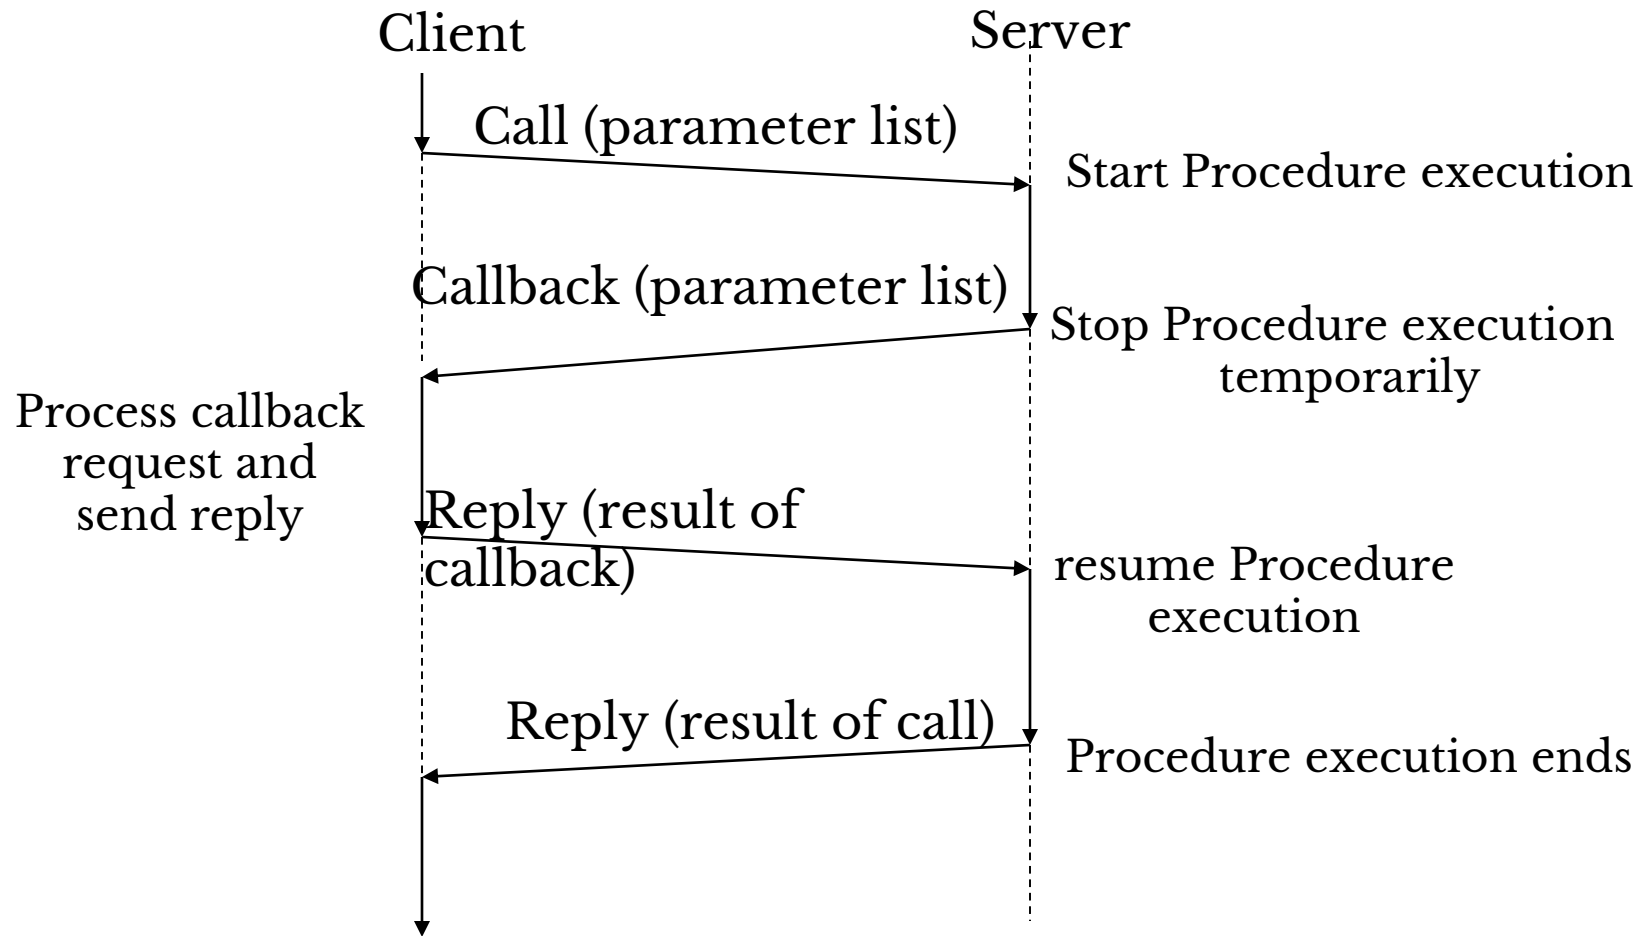 Client
Server
Call (parameter list)
Start Procedure execution
Callback (parameter list)
Stop Procedure execution
temporarily
Process callback
request and
send reply
Reply (result of
callback)
resume Procedure
execution
Reply (result of call)
Procedure execution ends